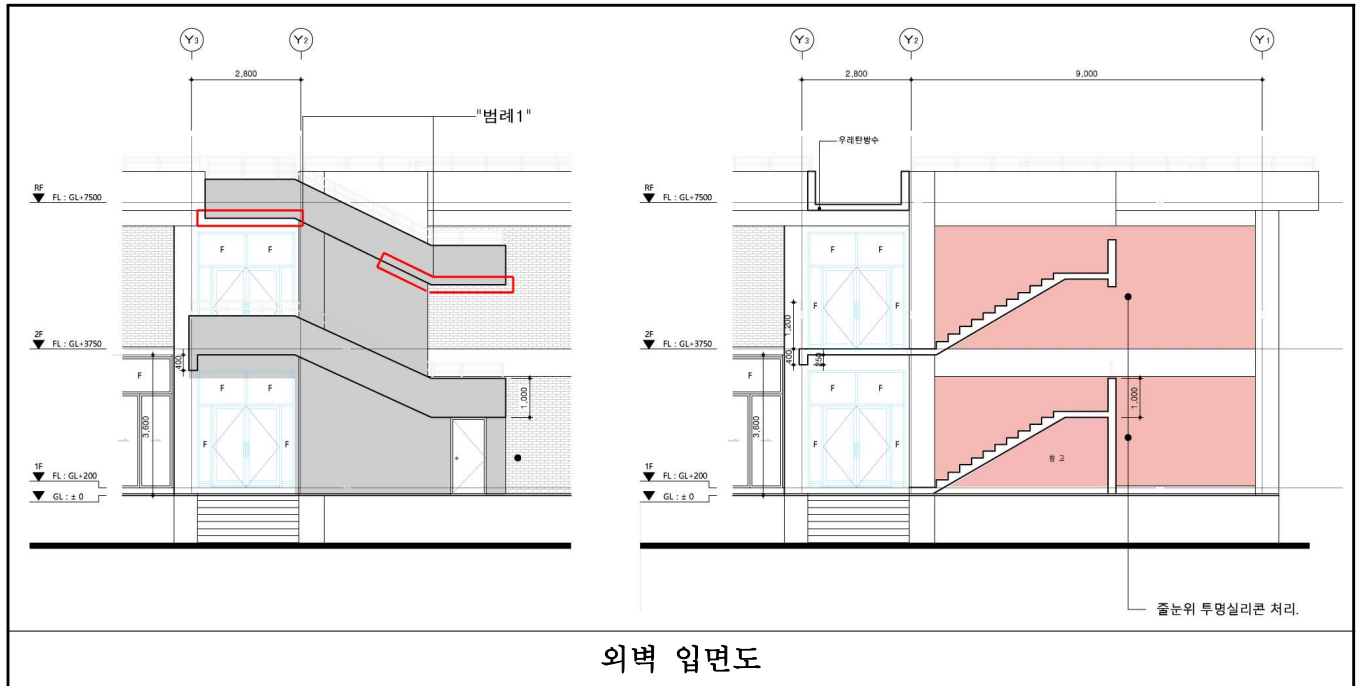 Y3
Y2
2,800
"범례1"
RF
FL : GL+7500
F
F
F
F
2F
FL : GL+3750
400
F
F
F
F
F
1,000
3,600
1F
FL : GL+200
GL : ± 0
Y3
Y2
Y1
2,800
9,000
우레탄방수
RF
FL : GL+7500
F
F
F
F
1,200
2F
FL : GL+3750
400
250
F
F
F
F
F
1,000
3,600
창 고
1F
FL : GL+200
GL : ± 0
줄눈위 투명실리콘 처리.
외벽 입면도